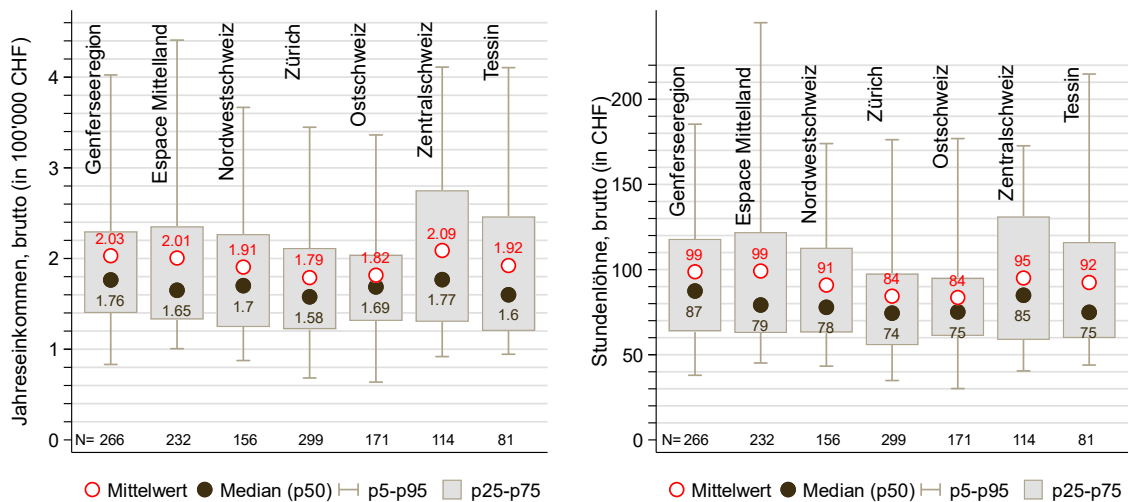 Jahreseinkommen, brutto (in 100'000 CHF)
0
1
2
3
4
Genferseeregion
Espace Mittelland
Nordwestschweiz
Zürich
Ostschweiz
Zentralschweiz
Tessin
2.03
2.01
1.91
1.79
1.82
2.09
1.92
1.76
1.65
1.7
1.58
1.69
1.77
1.6
N= 266 232 156 299 171 114 81
Mittelwert Median (p50) p5-p95 p25-p75
Stundenlöhne, brutto (in CHF)
0
50
100
150
200
Genferseeregion
Espace Mittelland
Nordwestschweiz
Zürich
Ostschweiz
Zentralschweiz
Tessin
99
99
91
84
84
95
92
87
79
78
74
75
85
75
N= 266 232 156 299 171 114 81
Mittelwert Median (p50) p5-p95 p25-p75